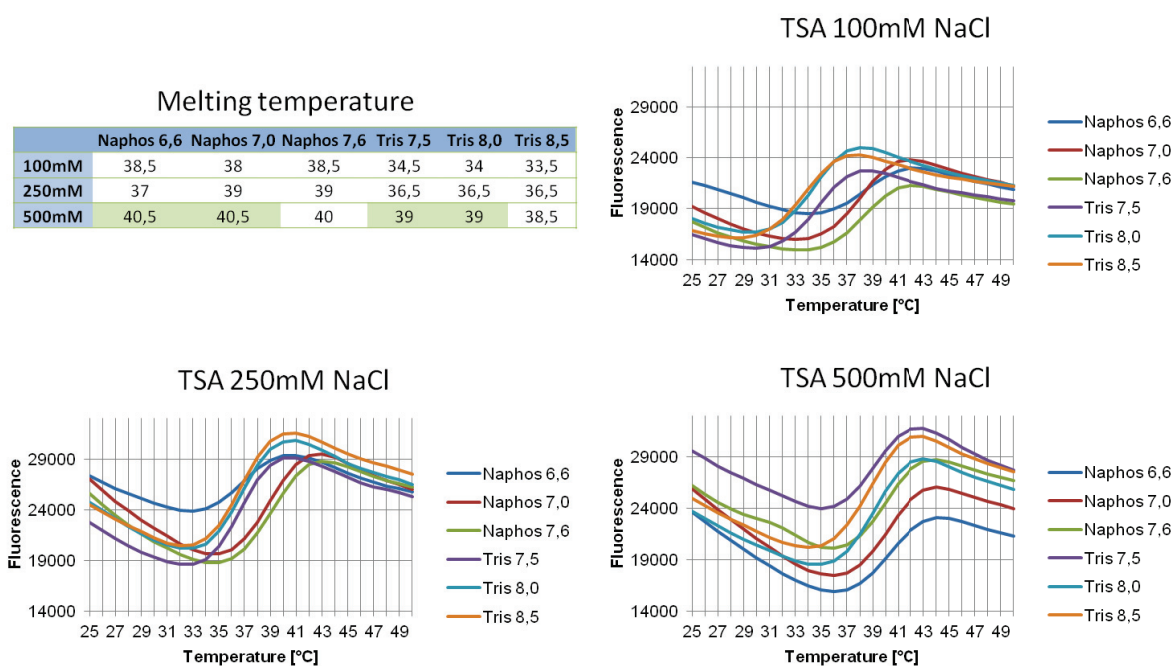 Melting temperature
Naphos 6,6 Naphos 7,0 Naphos 7,6 Tris 7,5 Tris 8,0 Tris 8,5
100mM 38,5 38 38,5 34,5 34 33,5
250mM 37 39 39 36,5 36,5 36,5
500mM 40,5 40,5 40 39 39 38,5
TSA 100mM NaCl
Fluorescence
29000
24000
19000
14000
25 27 29 31 33 35 37 39 41 43 45 47 49
Temperature [°C]
Naphos 6,6
Naphos 7,0
Naphos 7,6
Tris 7,5
Tris 8,0
Tris 8,5
TSA 250mM NaCl
Fluorescence
29000
24000
19000
14000
25 27 29 31 33 35 37 39 41 43 45 47 49
Temperature [°C]
Naphos 6,6
Naphos 7,0
Naphos 7,6
Tris 7,5
Tris 8,0
Tris 8,5
TSA 500mM NaCl
Fluorescence
29000
24000
19000
14000
25 27 29 31 33 35 37 39 41 43 45 47 49
Temperature [°C]
Naphos 6,6
Naphos 7,0
Naphos 7,6
Tris 7,5
Tris 8,0
Tris 8,5